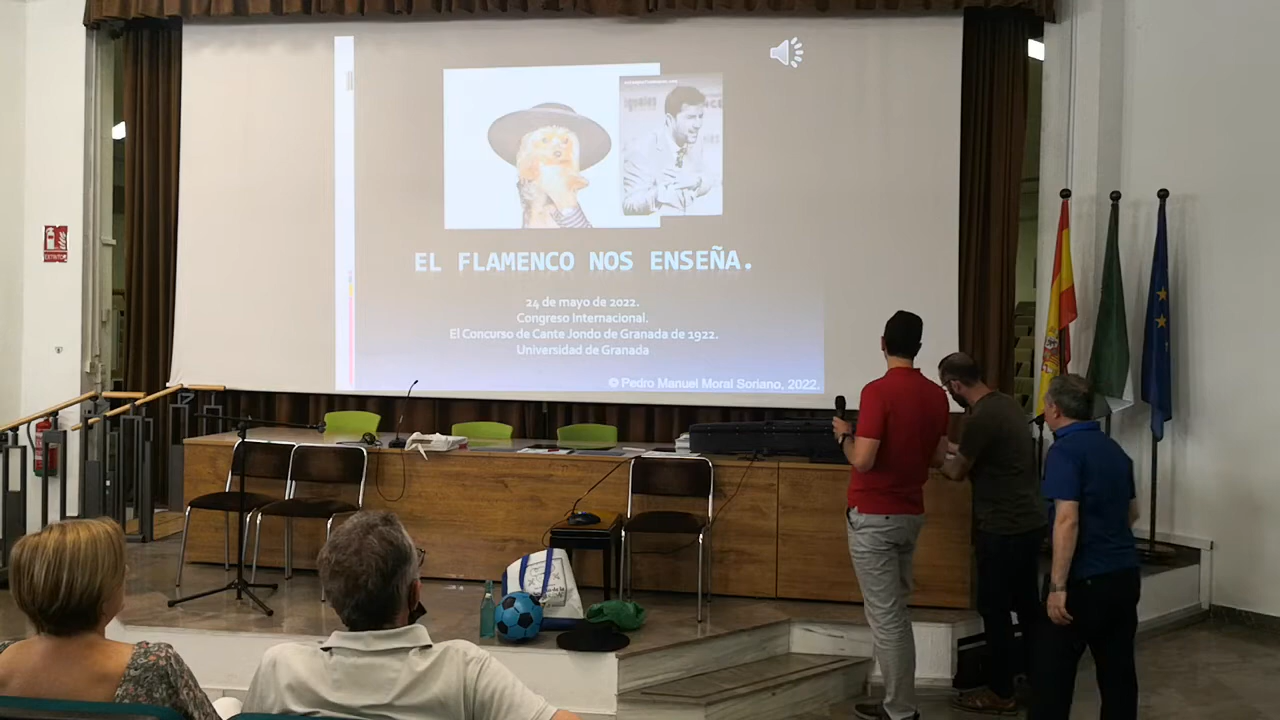 EL FLAMENCO NOS ENSEÑA.
24 de mayo de 2022.
Congreso Internacional.
El Concurso de Cante Jondo de Granada de 1922.
Universidad de Granada
© Pedro Manuel Moral Soriano, 2022.
EXTINTOR